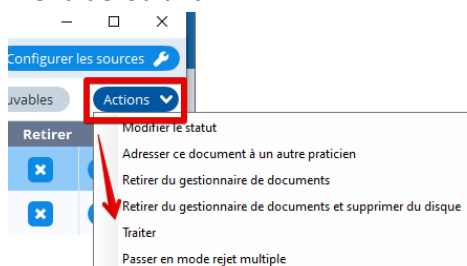 Configurer les sources
uvables
Actions
Retirer
Modifier le statut
Adresser ce document à un autre praticien
Retirer du gestionnaire de documents
Retirer du gestionnaire de documents et supprimer du disque
Traiter
Passer en mode rejet multiple